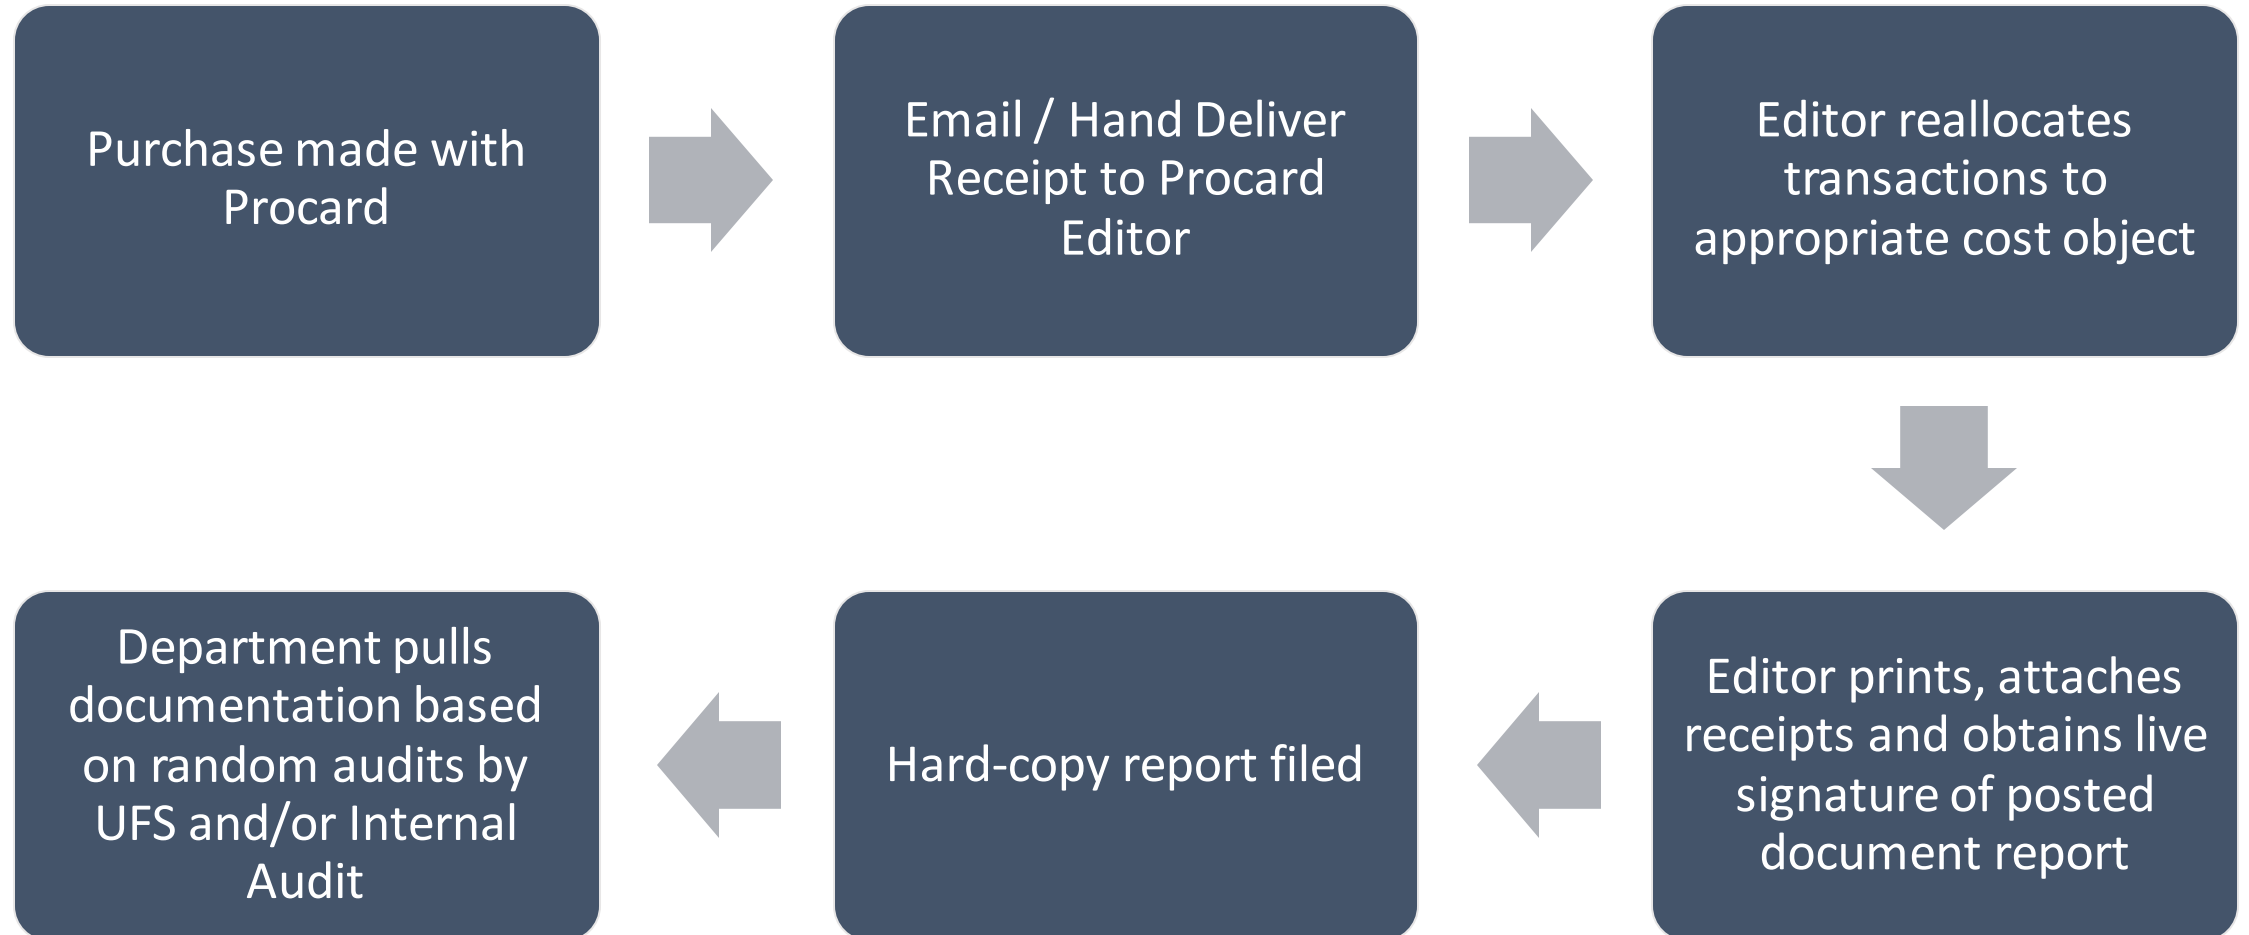 Purchase made with
Procard
Email / Hand Deliver
Receipt to Procard
Editor
Editor reallocates
transactions to
appropriate cost object
Editor prints, attaches
receipts and obtains live
signature of posted
document report
Hard-copy report filed
Department pulls
documentation based
on random audits by
UFS and/or Internal
Audit